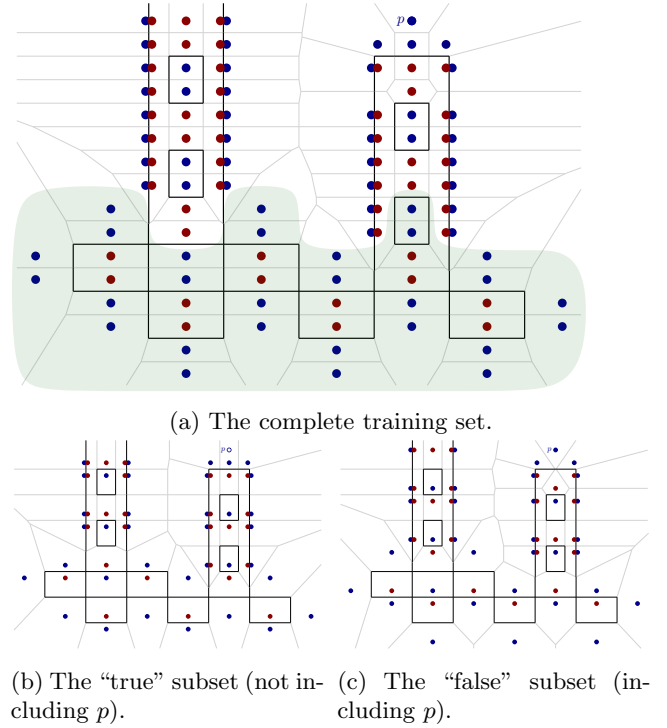 p
(a) The complete training set.
p
p
(b) The “true” subset (not in-
cluding p).
(c) The “false” subset (in-
cluding p).